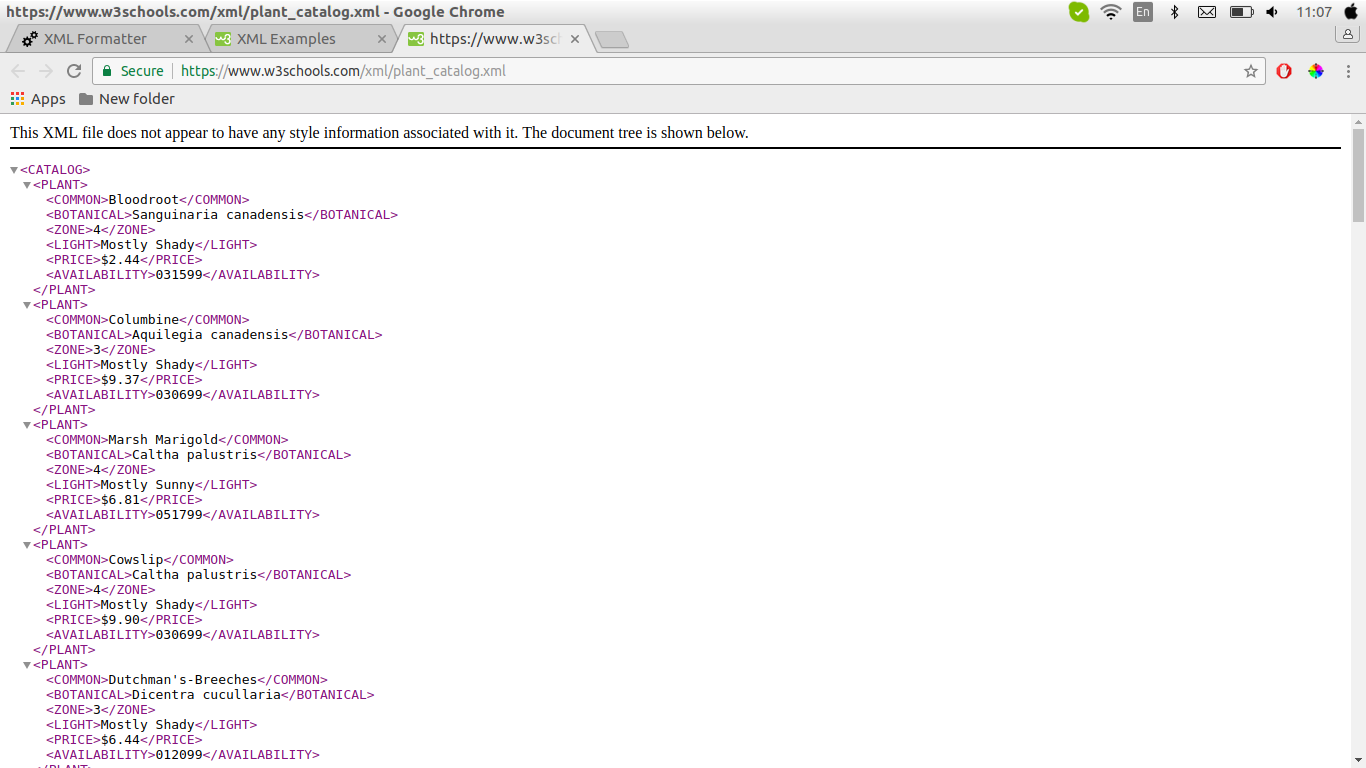 https://www.w3schools.com/xml/plant_catalog.xml - Google Chrome
En
11:07
XML Formatter
XML Examples
https://www.w3sc
Secure
https://www.w3schools.com/xml/plant_catalog.xml
Apps
New folder
This XML file does not appear to have any style information associated with it. The document tree is shown below.
<CATALOG>
<PLANT>
<COMMON>Bloodroot</COMMON>
<BOTANICAL>Sanguinaria canadensis</BOTANICAL>
<ZONE>4</ZONE>
<LIGHT>Mostly Shady</LIGHT>
<PRICE>$2.44</PRICE>
<AVAILABILITY>031599</AVAILABILITY>
</PLANT>
<PLANT>
<COMMON>Columbine</COMMON>
<BOTANICAL>Aquilegia canadensis</BOTANICAL>
<ZONE>3</ZONE>
<LIGHT>Mostly Shady</LIGHT>
<PRICE>$9.37</PRICE>
<AVAILABILITY>030699</AVAILABILITY>
</PLANT>
<PLANT>
<COMMON>Marsh Marigold</COMMON>
<BOTANICAL>Caltha palustris</BOTANICAL>
<ZONE>4</ZONE>
<LIGHT>Mostly Sunny</LIGHT>
<PRICE>$6.81</PRICE>
<AVAILABILITY>051799</AVAILABILITY>
</PLANT>
<PLANT>
<COMMON>Cowslip</COMMON>
<BOTANICAL>Caltha palustris</BOTANICAL>
<ZONE>4</ZONE>
<LIGHT>Mostly Shady</LIGHT>
<PRICE>$9.90</PRICE>
<AVAILABILITY>030699</AVAILABILITY>
</PLANT>
<PLANT>
<COMMON>Dutchman's-Breeches</COMMON>
<BOTANICAL>Dicentra cucullaria</BOTANICAL>
<ZONE>3</ZONE>
<LIGHT>Mostly Shady</LIGHT>
<PRICE>$6.44</PRICE>
<AVAILABILITY>012099</AVAILABILITY>
</PLANT>